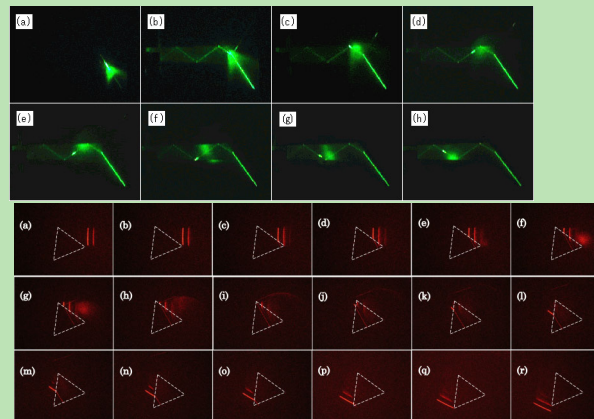 (a) (b) (c) (d)
(e) (f) (g) (h)
(a) (b) (c) (d) (e) (f)
(g) (h) (i) (j) (k) (l)
(m) (n) (o) (p) (q) (r)